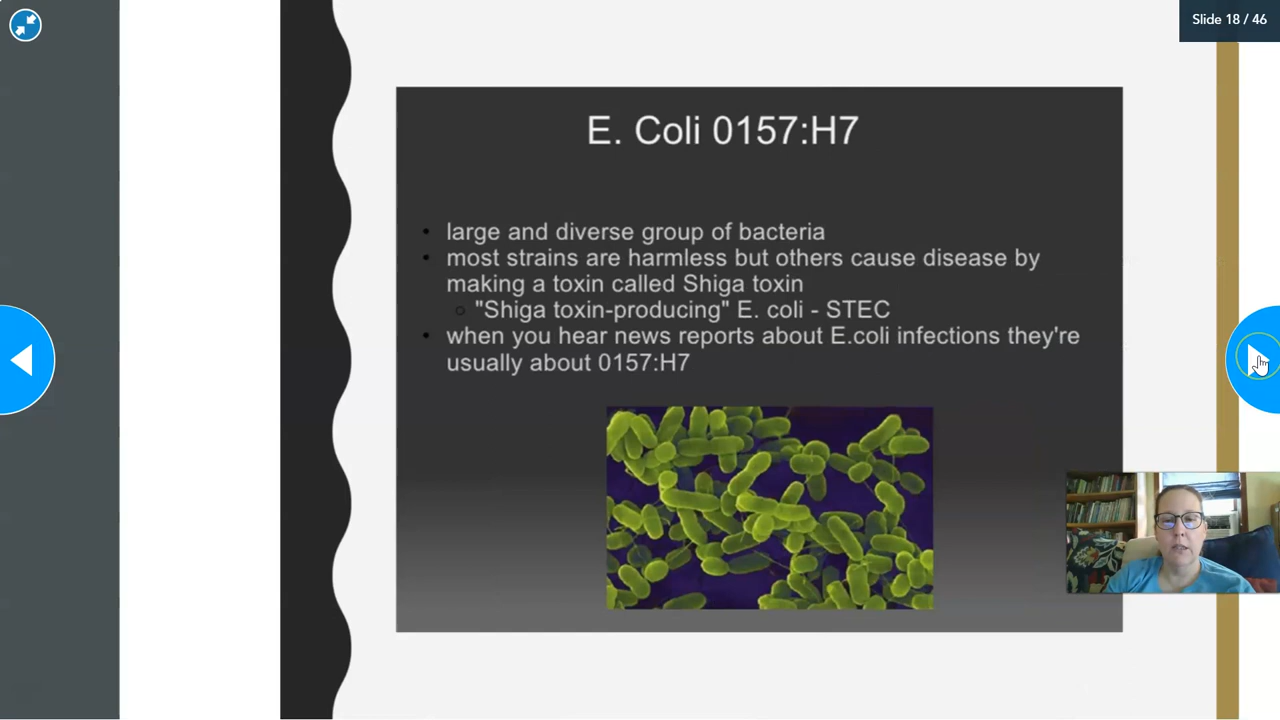 Slide 18 / 46
E. Coli 0157:H7
• large and diverse group of bacteria
• most strains are harmless but others cause disease by
making a toxin called Shiga toxin
○ "Shiga toxin-producing" E. coli - STEC
• when you hear news reports about E.coli infections they're
usually about 0157:H7